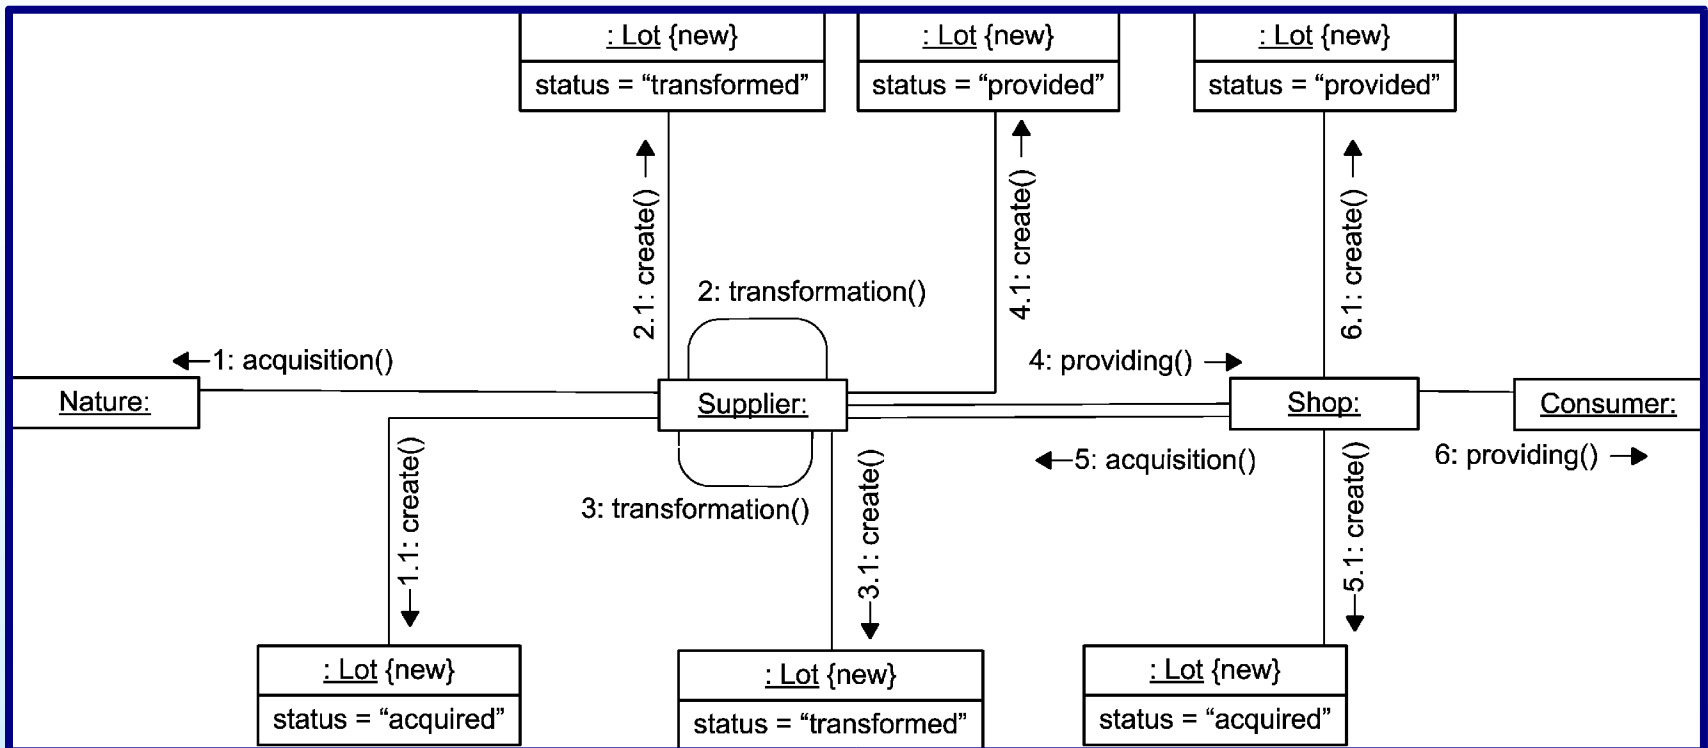 : Lot {new}
status = “transformed”
: Lot {new}
status = “provided”
: Lot {new}
status = “provided”
2.1: create()
4.1: create()
6.1: create()
2: transformation()
1: acquisition()
4: providing()
Nature:
Supplier:
Shop:
Consumer:
5: acquisition()
6: providing()
3: transformation()
1.1: create()
3.1: create()
5.1: create()
: Lot {new}
status = “acquired”
: Lot {new}
status = “transformed”
: Lot {new}
status = “acquired”